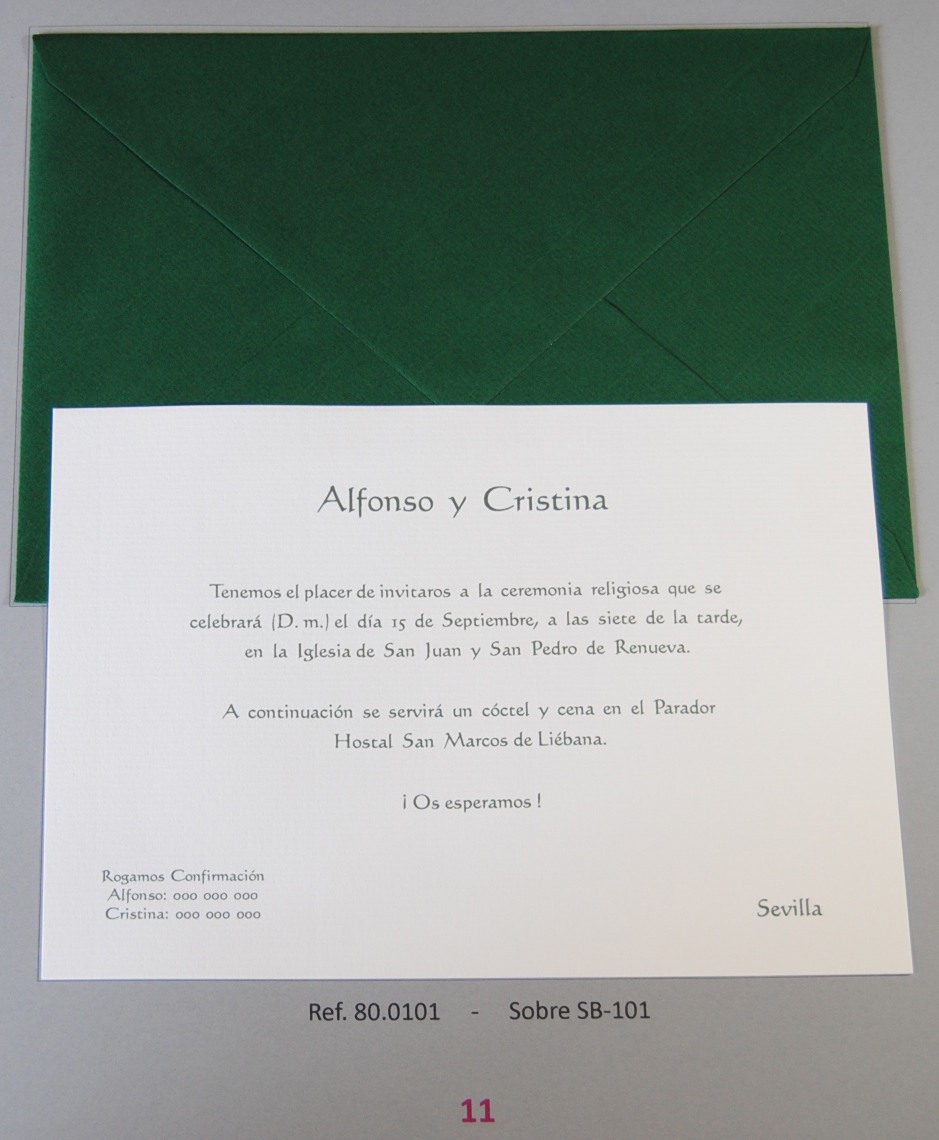 Alfonso y Cristina
Tenemos el placer de invitaros a la ceremonia religiosa que se
celebrará (D. m.) el día 15 de Septiembre, a las siete de la tarde,
en la Iglesia de San Juan y San Pedro de Renueva.
A continuación se servirá un cóctel y cena en el Parador
Hostal San Marcos de Liébana.
¡ Os esperamos !
Rogamos Confirmación
Alfonso: 000 000 000
Cristina: 000 000 000
Sevilla
Ref. 80.0101 - Sobre SB-101
11